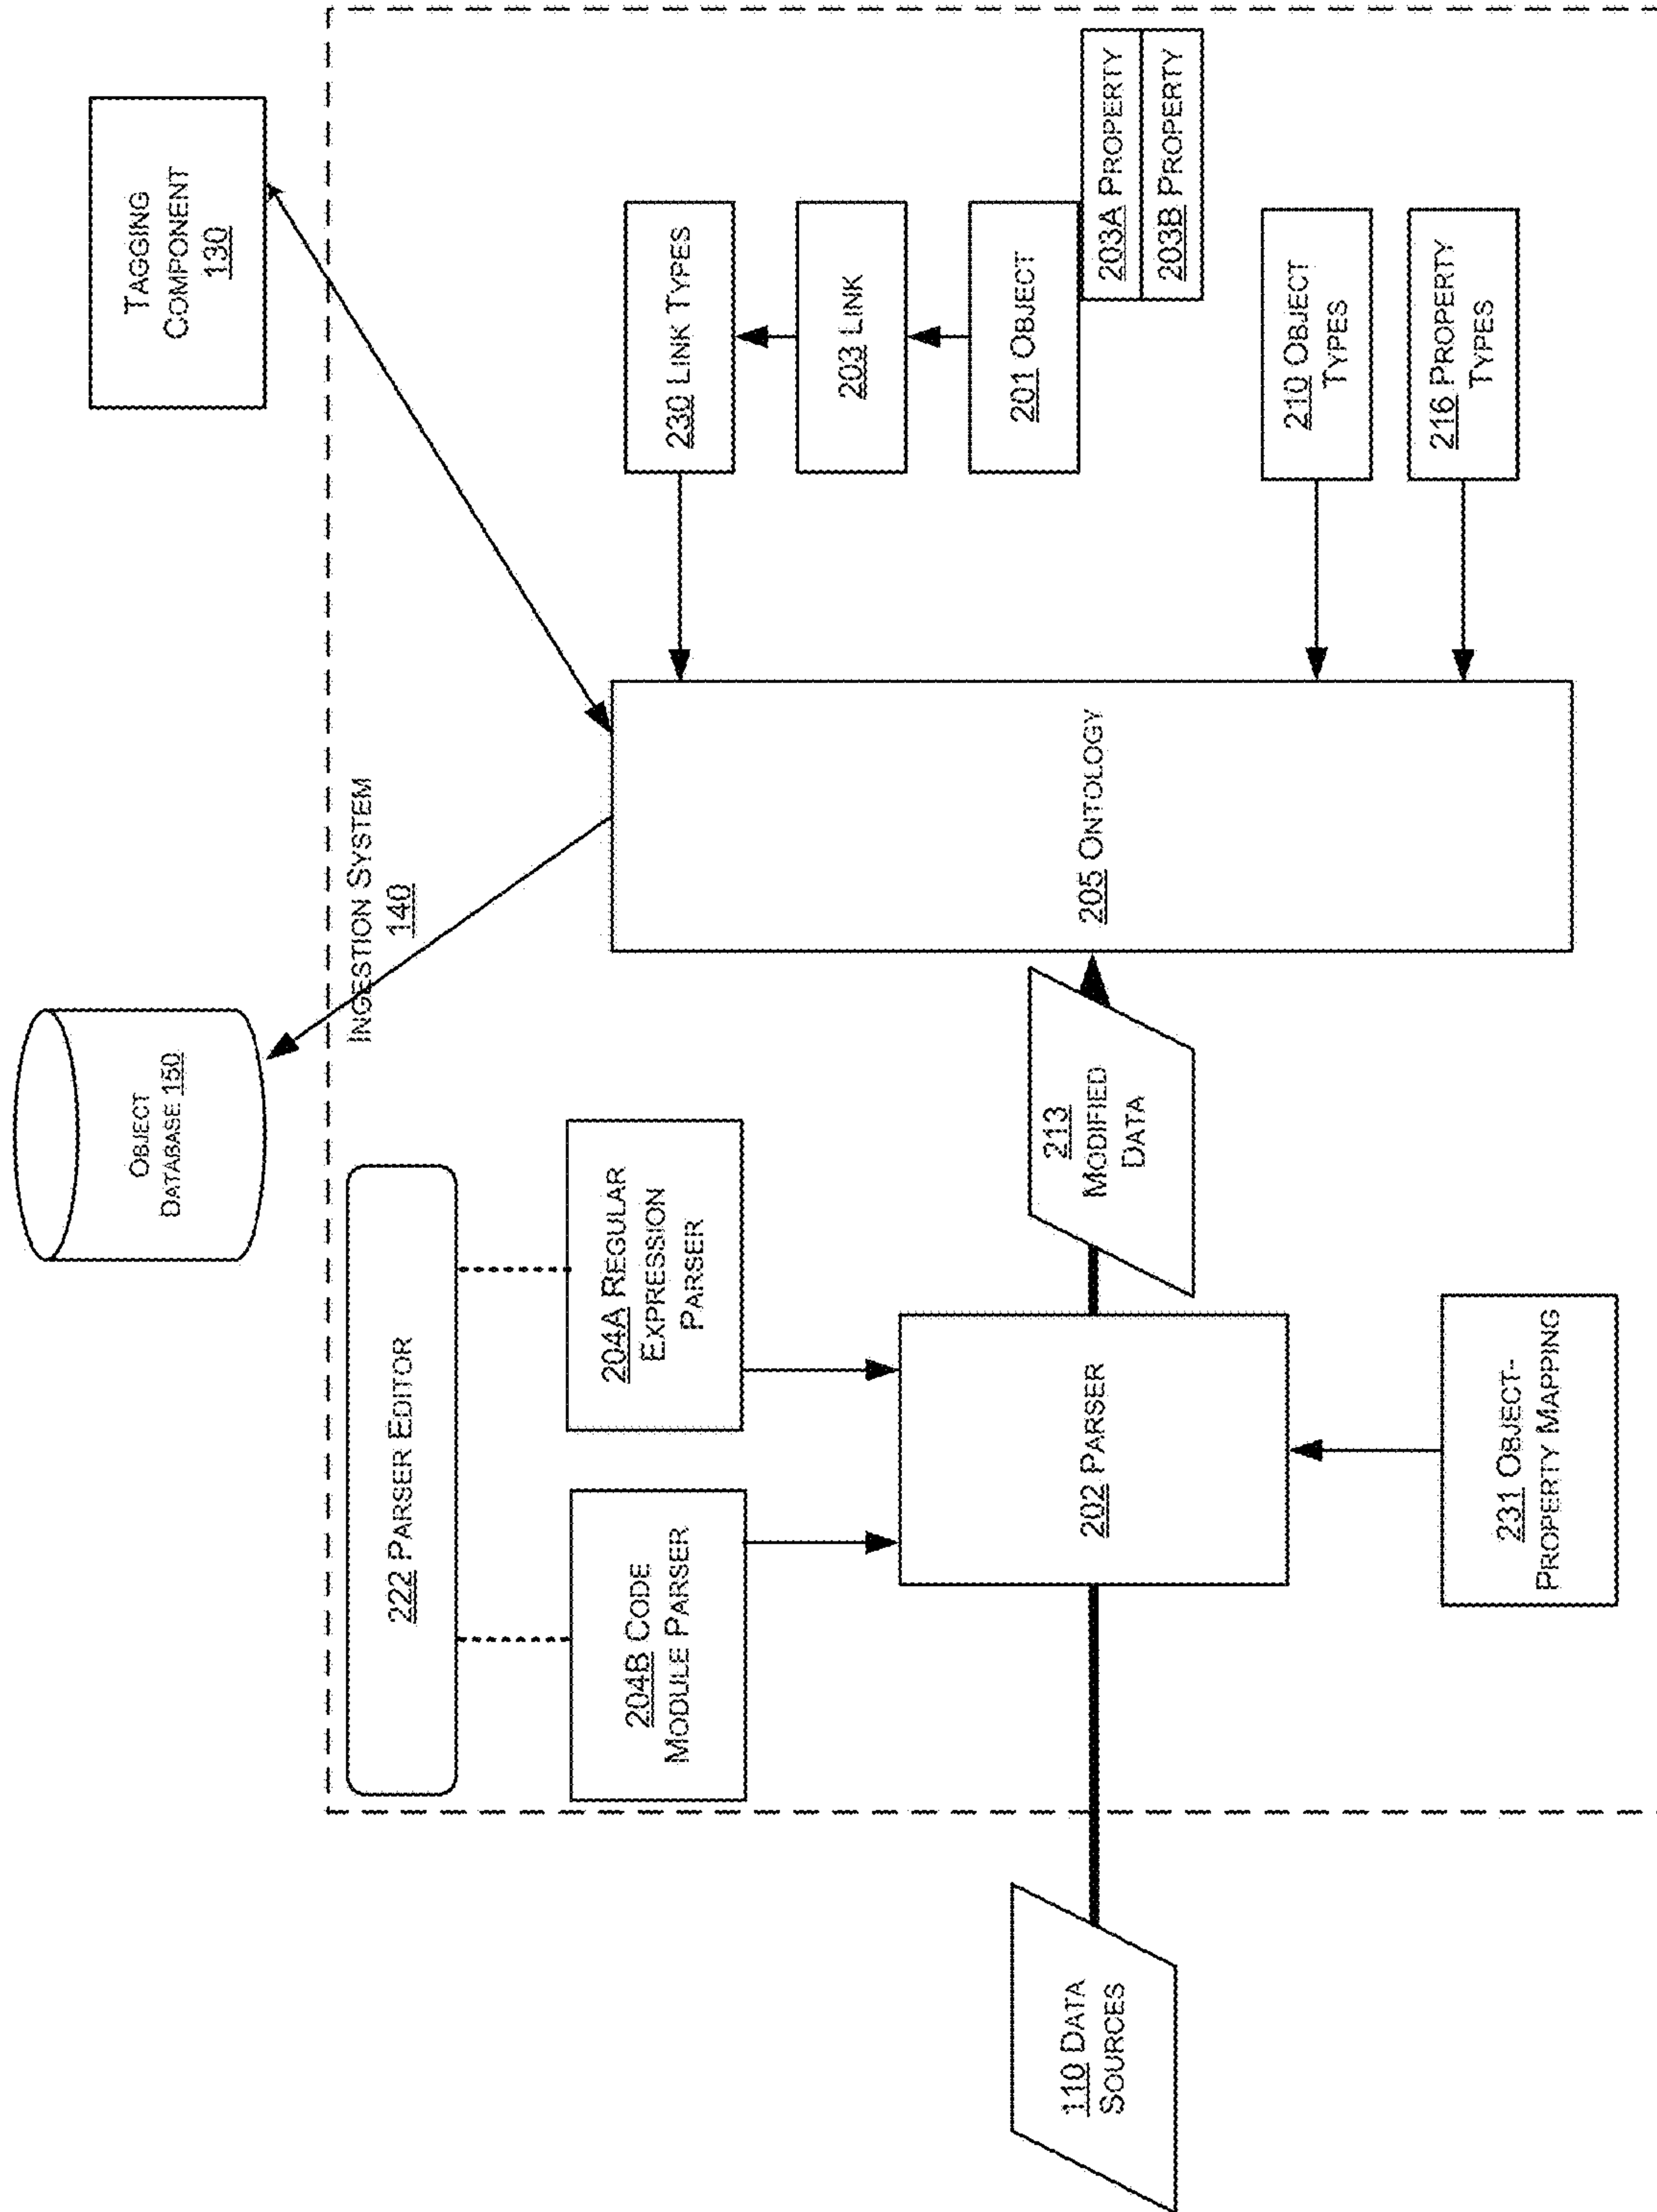 OBJECT
DATABASE 150
TAGGING
COMPONENT
130
INGESTION SYSTEM
140
222 PARSER EDITOR
204B CODE
MODULE PARSER
204A REGULAR
EXPRESSION
PARSER
230 LINK TYPES
203 LINK
201 OBJECT
203A PROPERTY
203B PROPERTY
110 DATA
SOURCES
202 PARSER
213
MODIFIED
DATA
205 ONTOLOGY
210 OBJECT
TYPES
216 PROPERTY
TYPES
231 OBJECT-
PROPERTY MAPPING